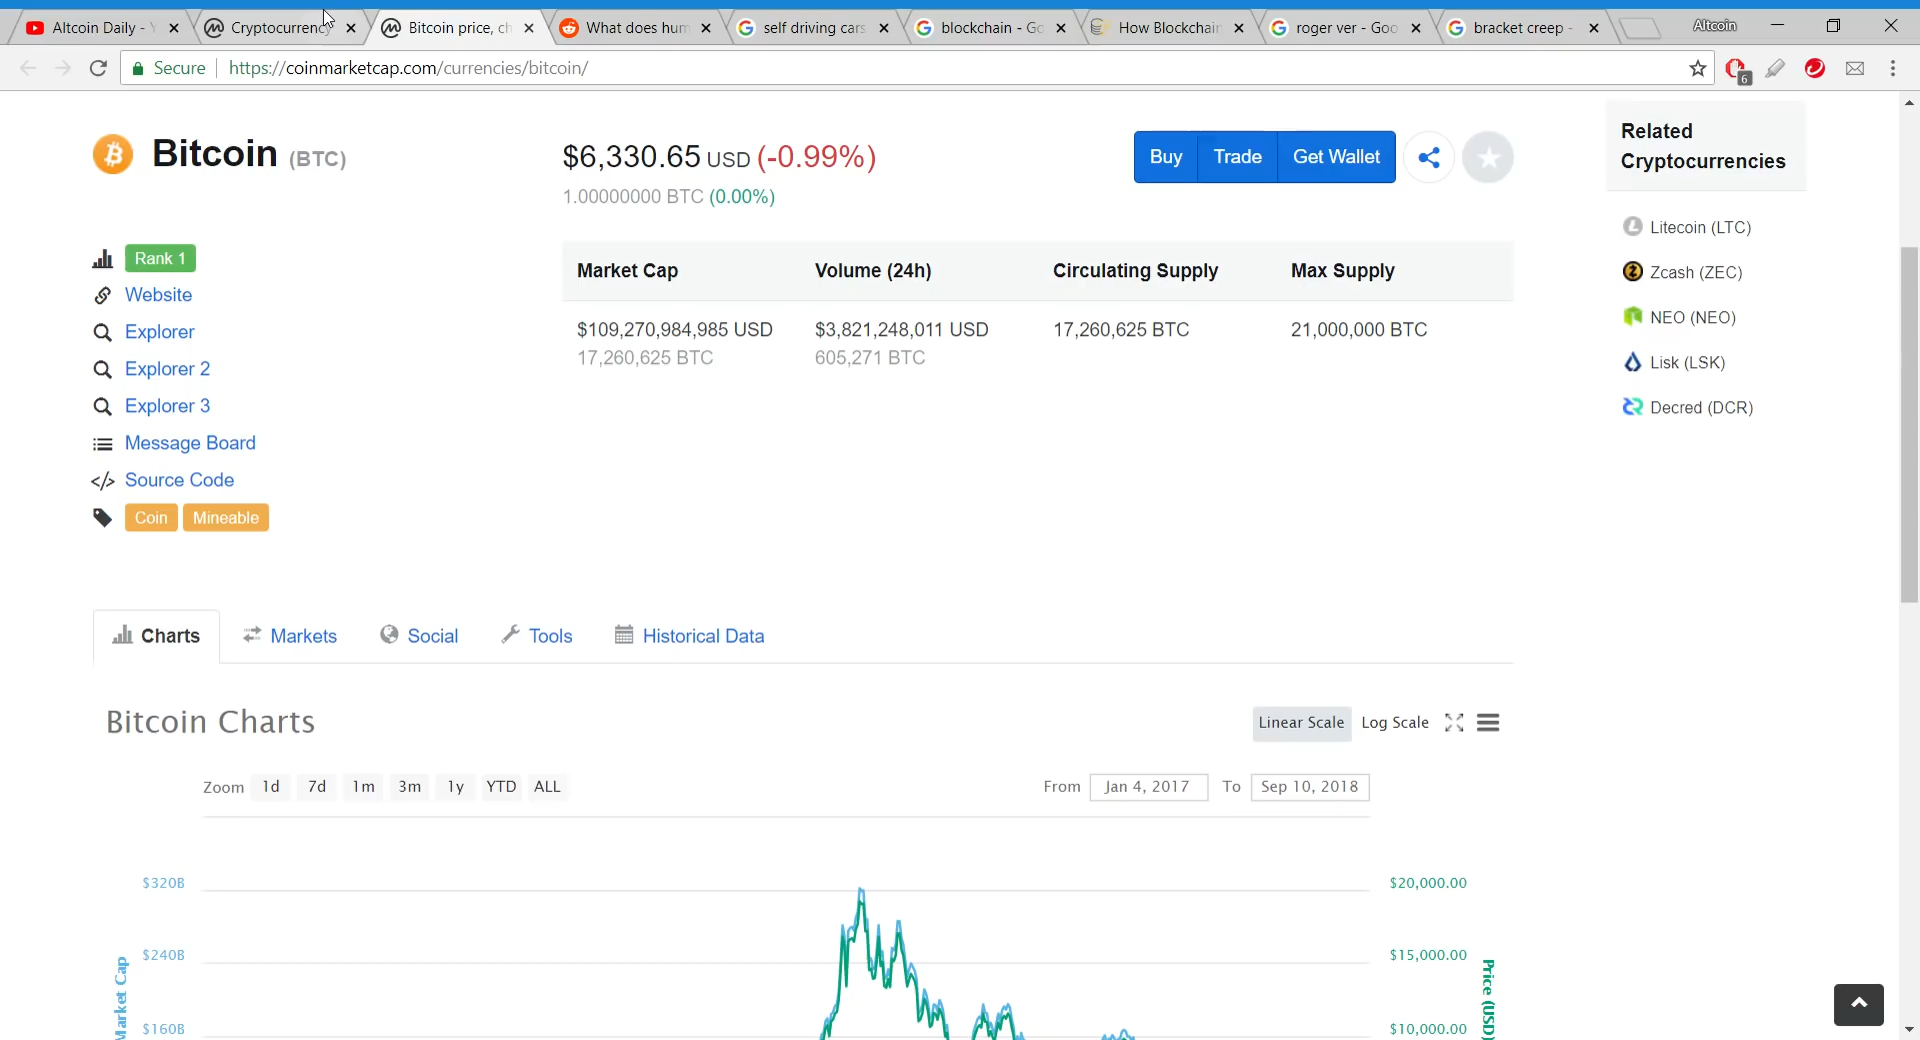 Altcoin Daily - Y
Cryptocurrency
Bitcoin price, ch
What does hum
self driving cars
blockchain - Go
How Blockchain
roger ver - Goo
bracket creep -
Altcoin
Secure
https://coinmarketcap.com/currencies/bitcoin/
6
Bitcoin (BTC)
$6,330.65 USD (-0.99%)
1.00000000 BTC (0.00%)
Buy
Trade
Get Wallet
Related
Cryptocurrencies
Litecoin (LTC)
Zcash (ZEC)
NEO (NEO)
Lisk (LSK)
Decred (DCR)
Rank 1
Website
Explorer
Explorer 2
Explorer 3
Message Board
Source Code
Coin Mineable
Market Cap Volume (24h) Circulating Supply Max Supply
$109,270,984,985 USD $3,821,248,011 USD 17,260,625 BTC 21,000,000 BTC
17,260,625 BTC 605,271 BTC
Charts Markets Social Tools Historical Data
Bitcoin Charts
Linear Scale Log Scale
Zoom 1d 7d 1m 3m 1y YTD ALL
From Jan 4, 2017 To Sep 10, 2018
$320B
$240B
$160B
Market Cap
$20,000.00
$15,000.00
$10,000.00
Price (USD)